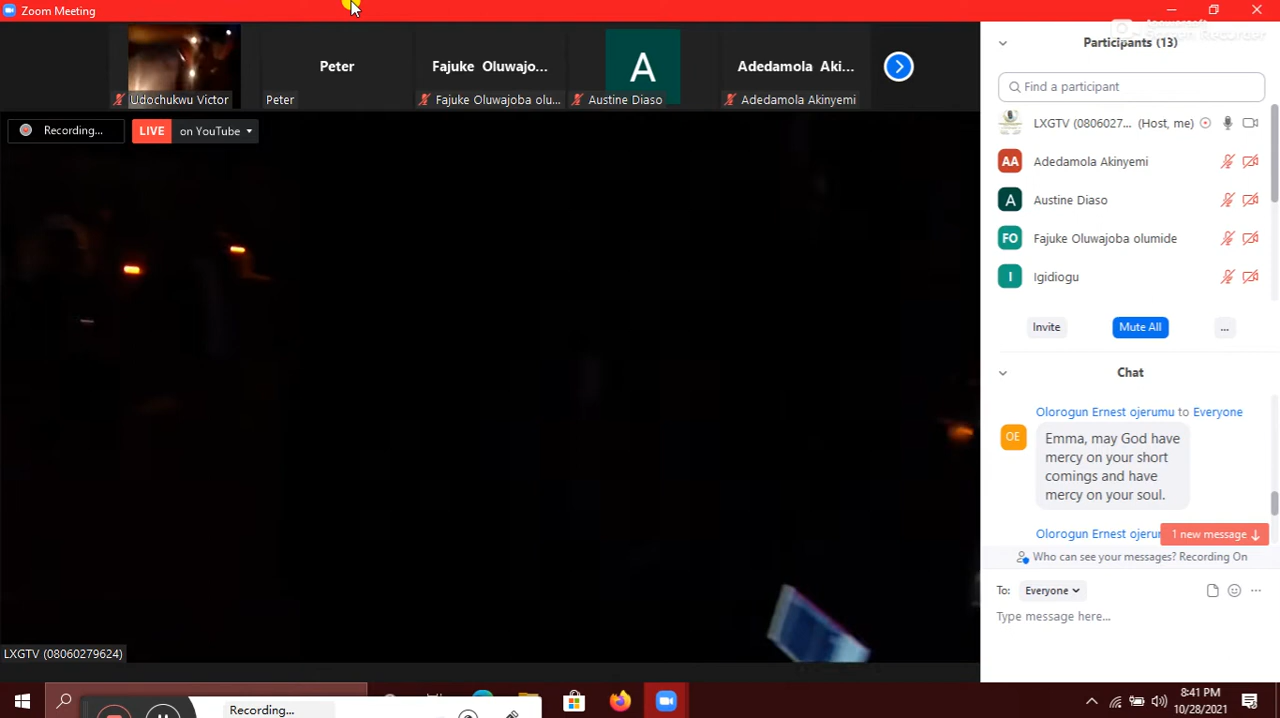 Zoom Meeting
Participants (13)
Peter
Fajuke Oluwajo...
A
Adedamola Aki...
Udochukwu Victor
Peter
Fajuke Oluwajoba olu...
Austine Diaso
Adedamola Akinyemi
Recording...
LIVE on YouTube
Find a participant
LXGTV (0806027... (Host, me)
AA Adedamola Akinyemi
A Austine Diaso
FO Fajuke Oluwajoba olumide
I Igidiogu
Invite
Mute All
...
Chat
Olorogun Ernest ojerumu to Everyone
OE
Emma, may God have
mercy on your short
comings and have
mercy on your soul.
Olorogun Ernest
1 new message
Who can see your messages? Recording On
To: Everyone
Type message here...
LXGTV (08060279624)
Recording...
8:41 PM
10/28/2021